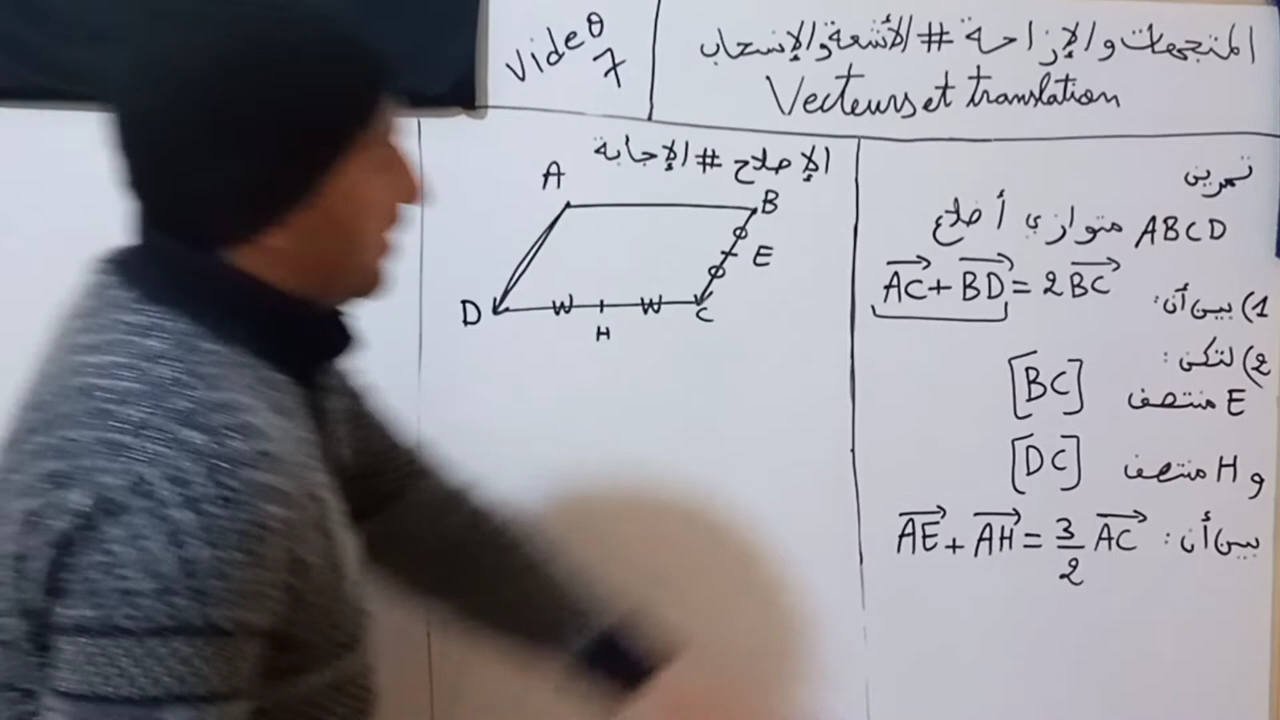 Video 7
المتجهات والإزاحة # الأشعة والإنسحاب
Vecteurs et translation
تمرين
ABCD متوازي أضلاع
1) بين أن: AC + BD = 2BC
2) لتكن:
E منتصف [BC]
و H منتصف [DC]
بين أن: AE + AH = 3/2 AC
الإصلاح # الإجابة
A
B
E
D
H
C